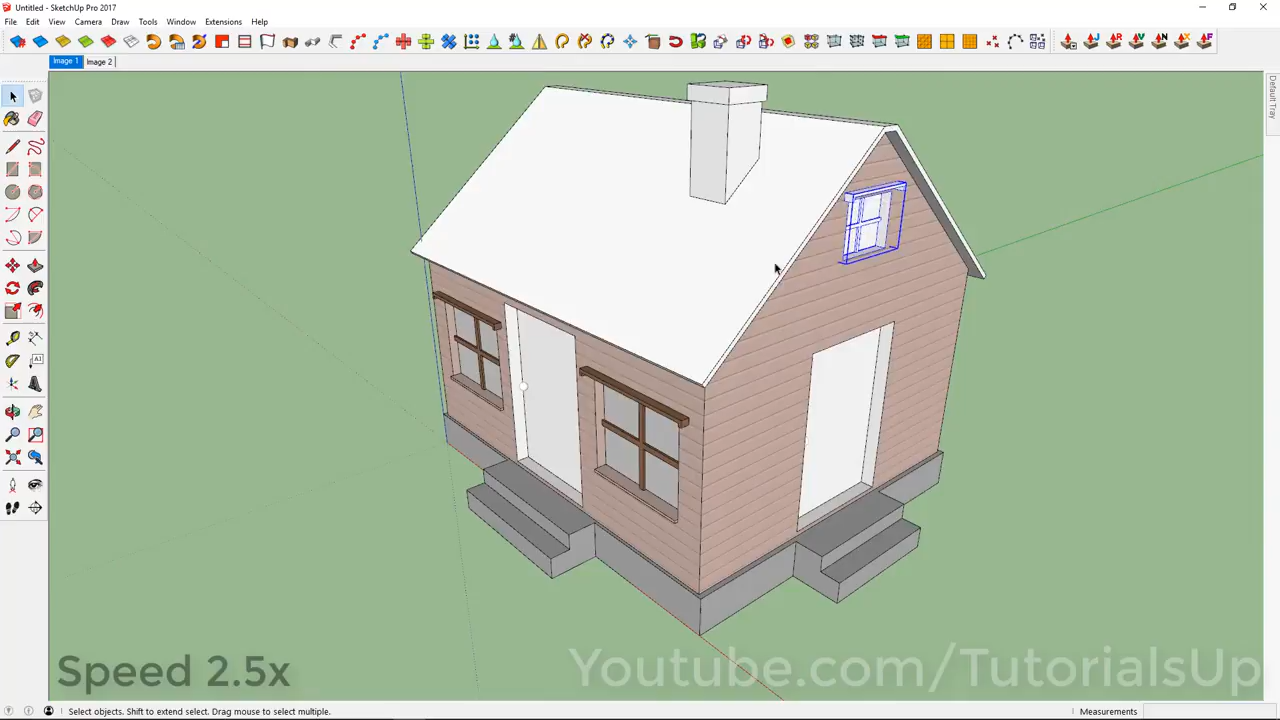 Untitled - SketchUp Pro 2017
File Edit View Camera Draw Tools Window Extensions Help
Image 1 Image 2
Default Tray
Speed 2.5x
Youtube.com/TutorialsUp
Select objects. Shift to extend select. Drag mouse to select multiple.
Measurements